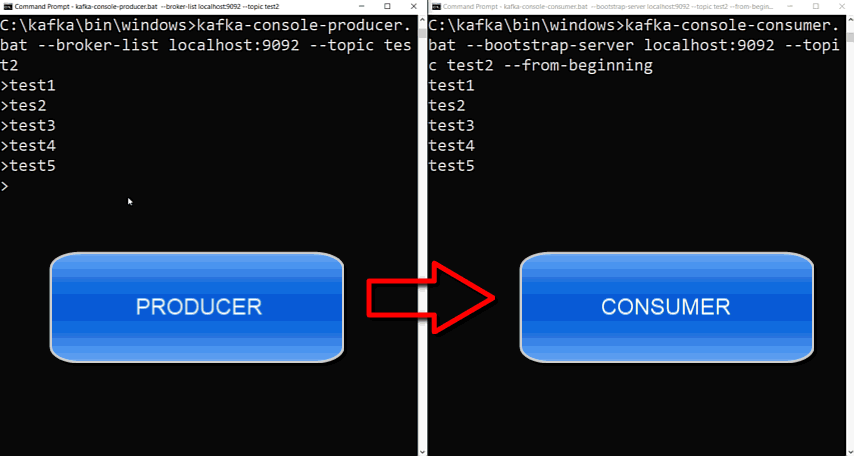 Command Prompt - kafka-console-producer.bat --broker-list localhost:9092 --topic test2
C:\kafka\bin\windows>kafka-console-producer.
bat --broker-list localhost:9092 --topic tes
t2
>test1
>tes2
>test3
>test4
>test5
>
PRODUCER
Command Prompt - kafka-console-consumer.bat --bootstrap-server localhost:9092 --topic test2 --from-begin...
C:\kafka\bin\windows>kafka-console-consumer.
bat --bootstrap-server localhost:9092 --topi
c test2 --from-beginning
test1
tes2
test3
test4
test5
CONSUMER